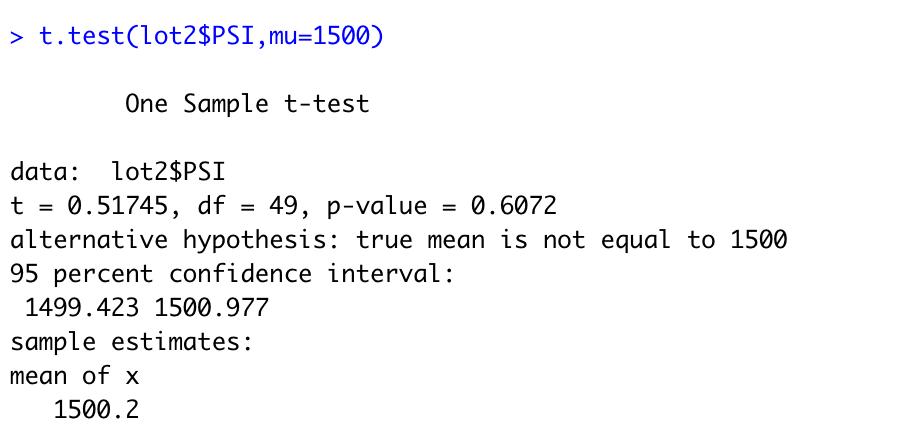 > t.test(lot2$PSI,mu=1500)
One Sample t-test
data:  lot2$PSI
t = 0.51745, df = 49, p-value = 0.6072
alternative hypothesis: true mean is not equal to 1500
95 percent confidence interval:
1499.423 1500.977
sample estimates:
mean of x
1500.2